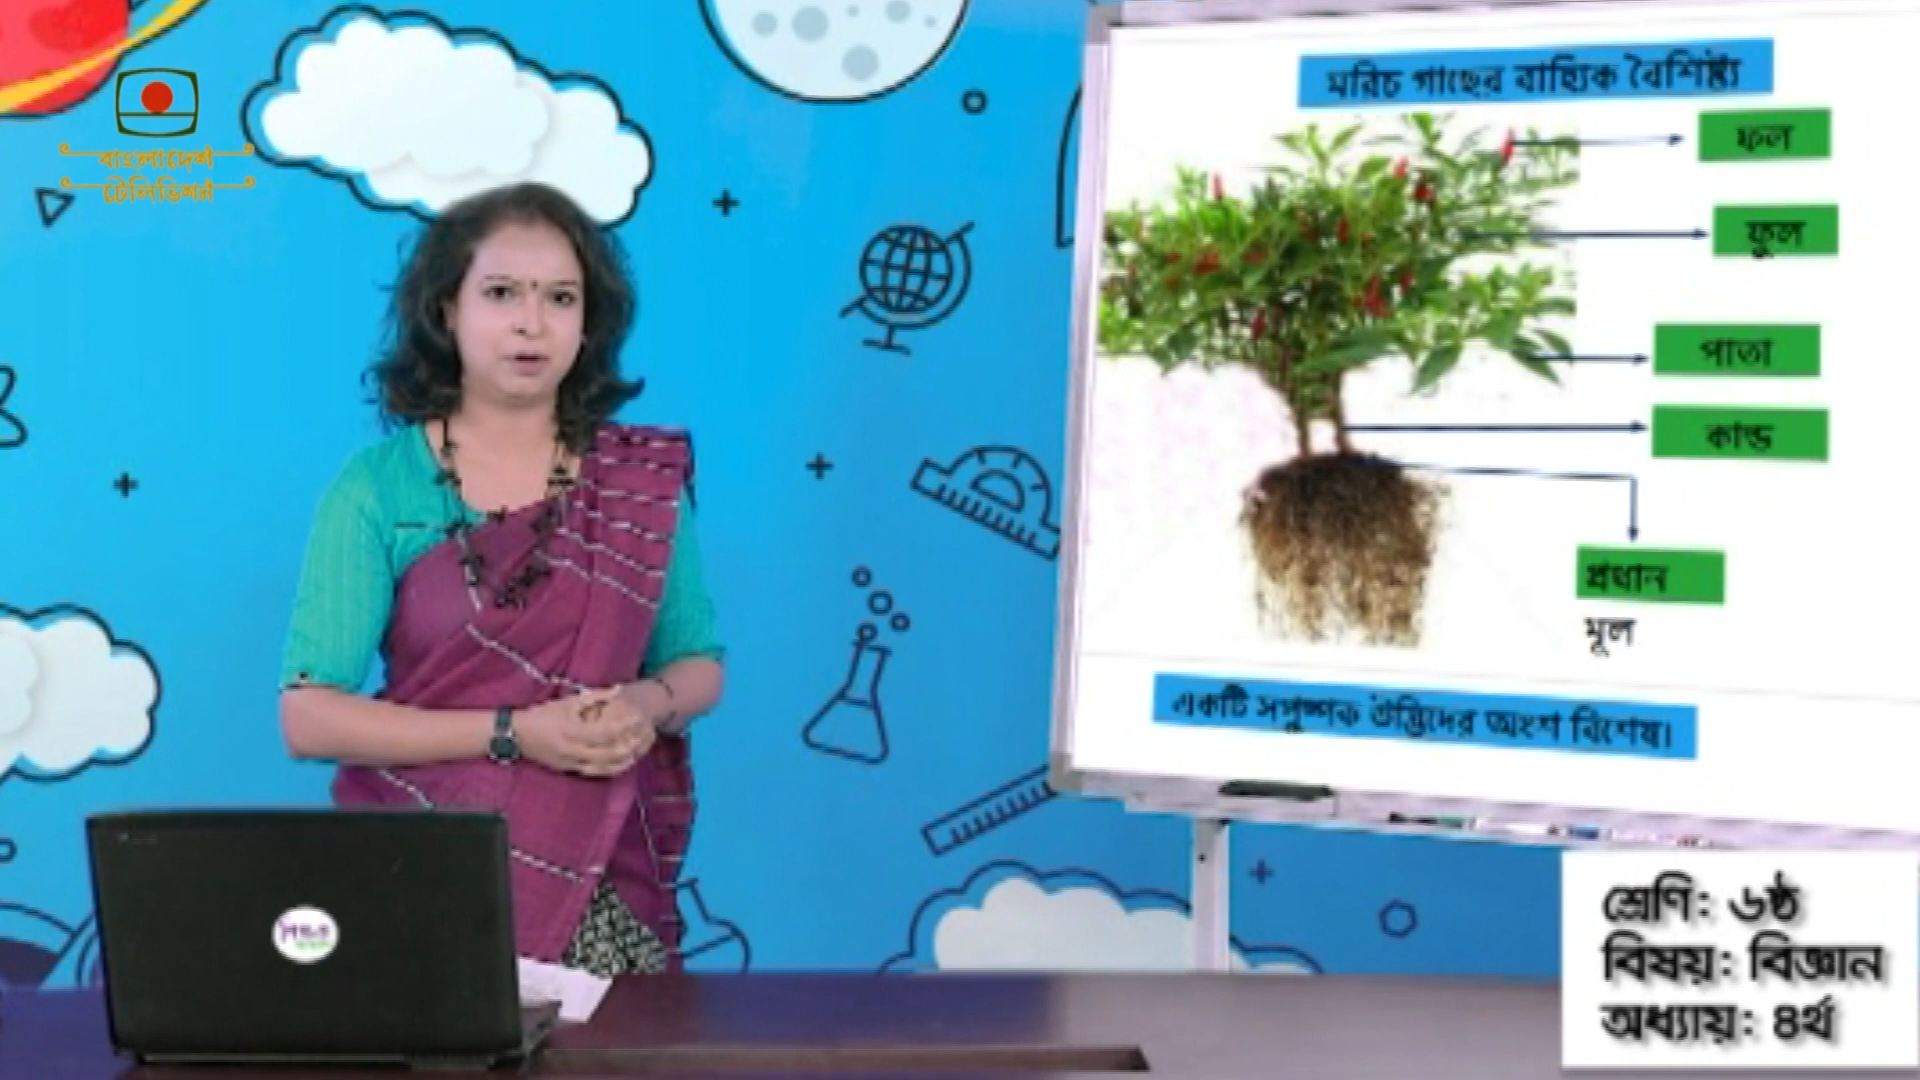 বাংলাদেশ
টেলিভিশন
মরিচ গাছের বাহ্যিক বৈশিষ্ট্য
ফল
ফুল
পাতা
কান্ড
প্রধান
মূল
একটি সপুষ্পক উদ্ভিদের অংশ বিশেষ।
শ্রেণি: ৬ষ্ঠ
বিষয়: বিজ্ঞান
অধ্যায়: ৪র্থ